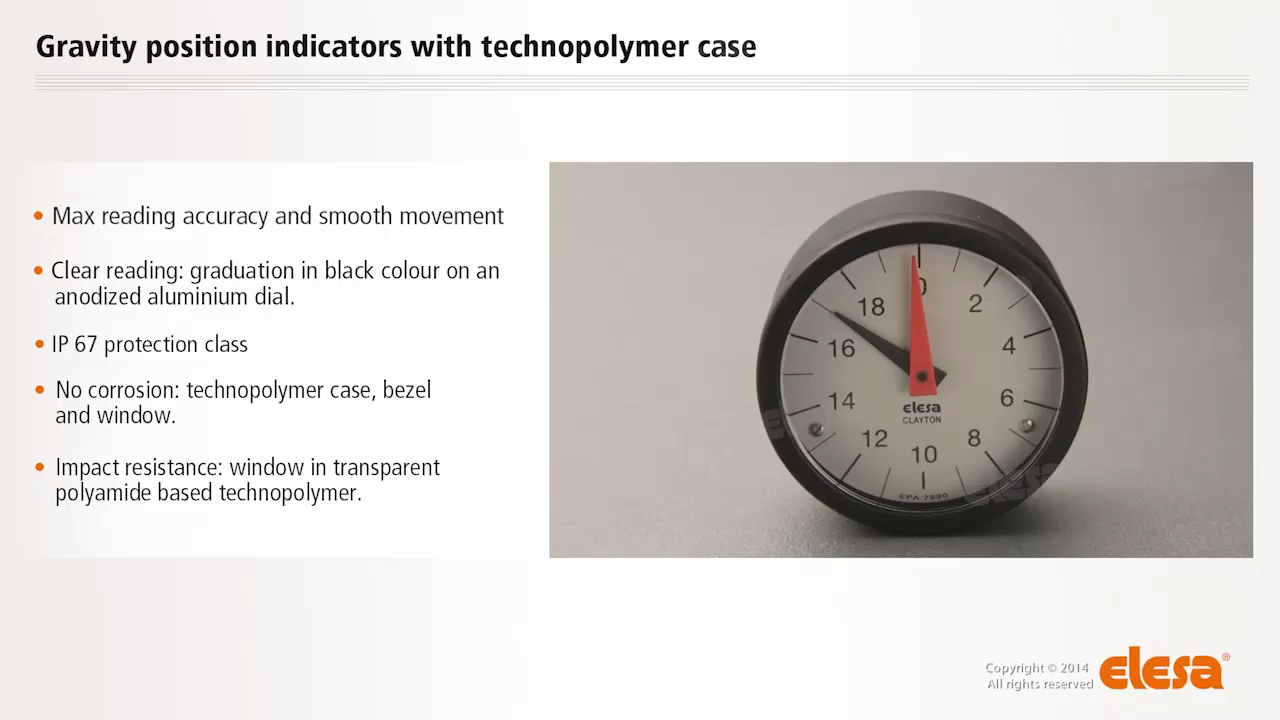 Gravity position indicators with technopolymer case
• Max reading accuracy and smooth movement
• Clear reading: graduation in black colour on an
anodized aluminium dial.
• IP 67 protection class
• No corrosion: technopolymer case, bezel
and window.
• Impact resistance: window in transparent
polyamide based technopolymer.
0
18
2
16
4
14
6
elesa
CLAYTON
12
8
10
EPA-7890
elesa
Copyright © 2014
All rights reserved
elesa®